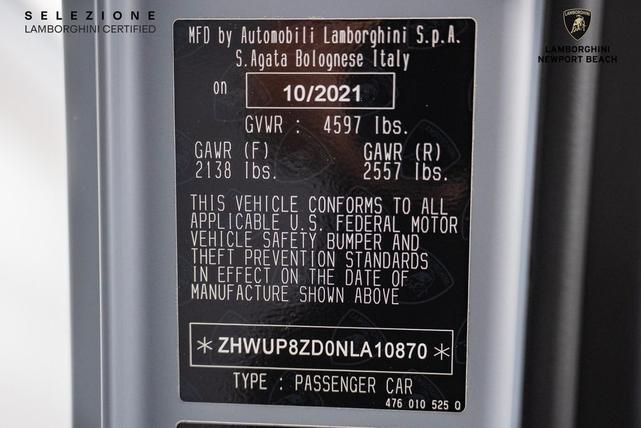 SELEZIONE
LAMBORGHINI CERTIFIED
LAMBORGHINI
NEWPORT BEACH
MFD by Automobili Lamborghini S.p.A.
S.Agata Bolognese Italy
on 10/2021
GVWR : 4597 lbs.
GAWR (F) GAWR (R)
2138 lbs. 2557 lbs.
THIS VEHICLE CONFORMS TO ALL
APPLICABLE U.S. FEDERAL MOTOR
VEHICLE SAFETY BUMPER AND
THEFT PREVENTION STANDARDS
IN EFFECT ON THE DATE OF
MANUFACTURE SHOWN ABOVE
* ZHWUP8ZD0NLA10870 *
TYPE : PASSENGER CAR
476 010 525 Q